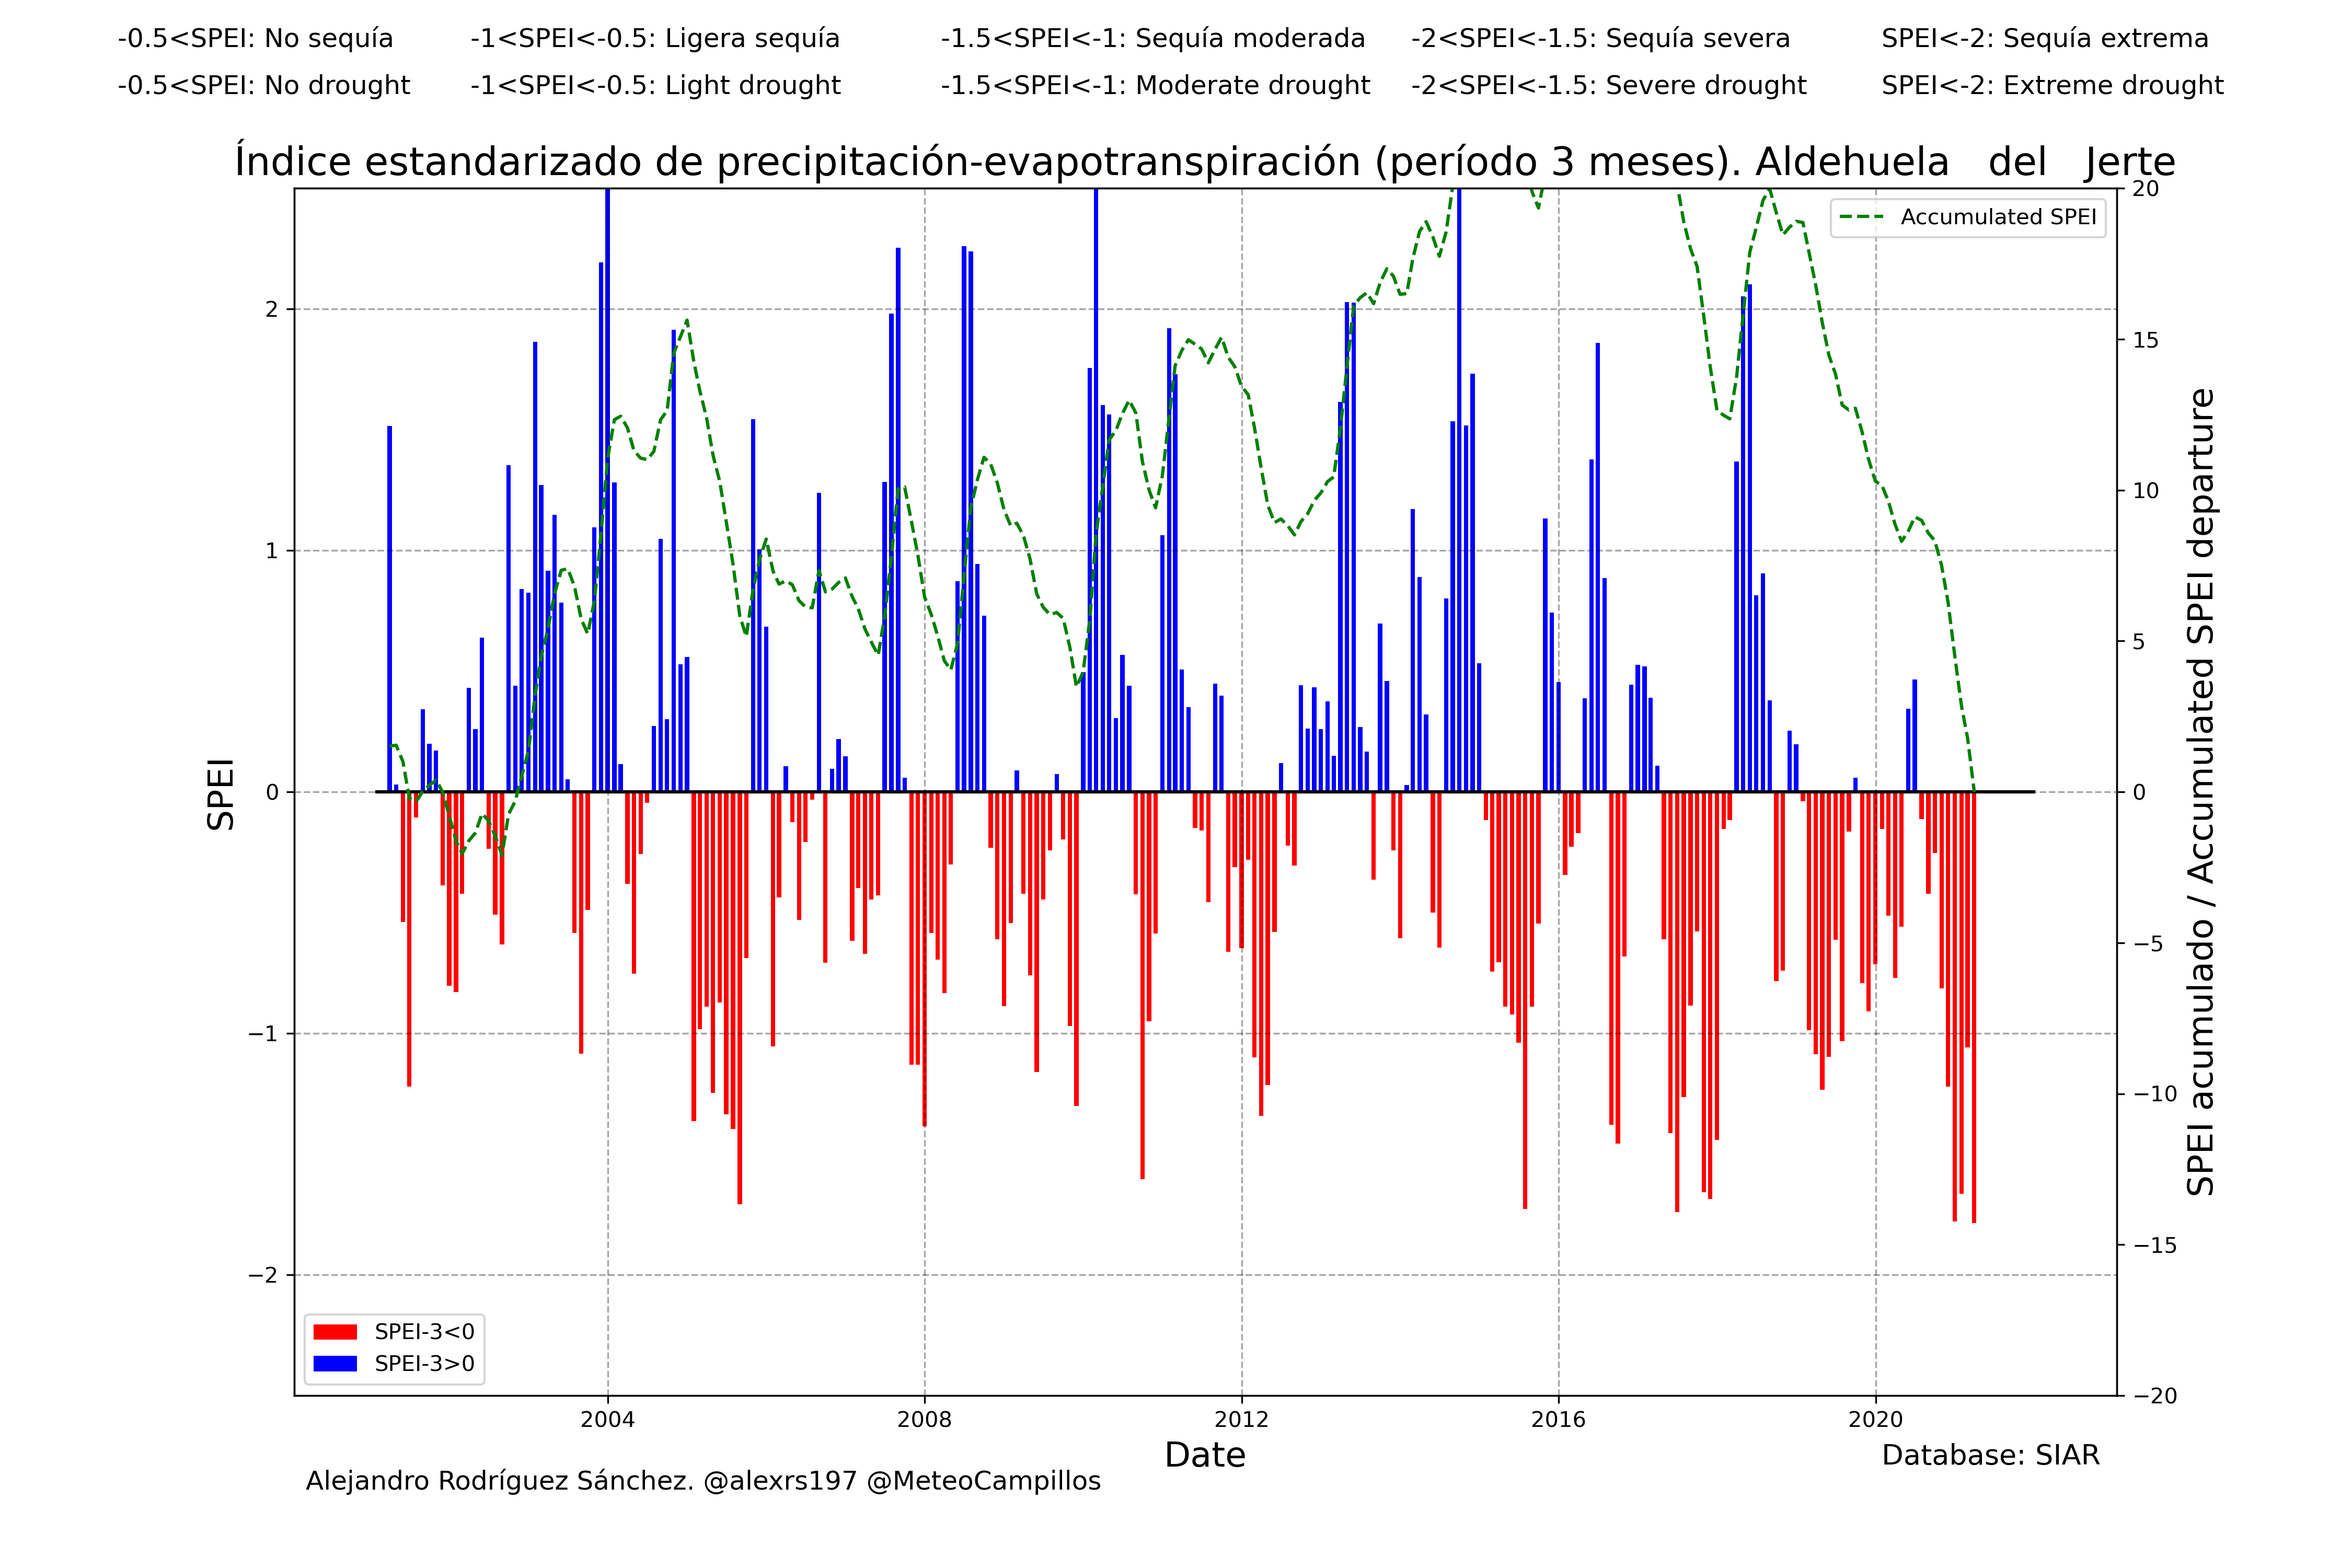 -0.5<SPEI: No sequía -1<SPEI<-0.5: Ligera sequía -1.5<SPEI<-1: Sequía moderada -2<SPEI<-1.5: Sequía severa SPEI<-2: Sequía extrema
-0.5<SPEI: No drought -1<SPEI<-0.5: Light drought -1.5<SPEI<-1: Moderate drought -2<SPEI<-1.5: Severe drought SPEI<-2: Extreme drought
Índice estandarizado de precipitación-evapotranspiración (período 3 meses). Aldehuela del Jerte
Accumulated SPEI
SPEI
2
1
0
−1
−2
20
15
10
5
0
−5
−10
−15
−20
SPEI acumulado / Accumulated SPEI departure
SPEI-3<0
SPEI-3>0
2004 2008 2012 2016 2020
Date
Database: SIAR
Alejandro Rodríguez Sánchez. @alexrs197 @MeteoCampillos